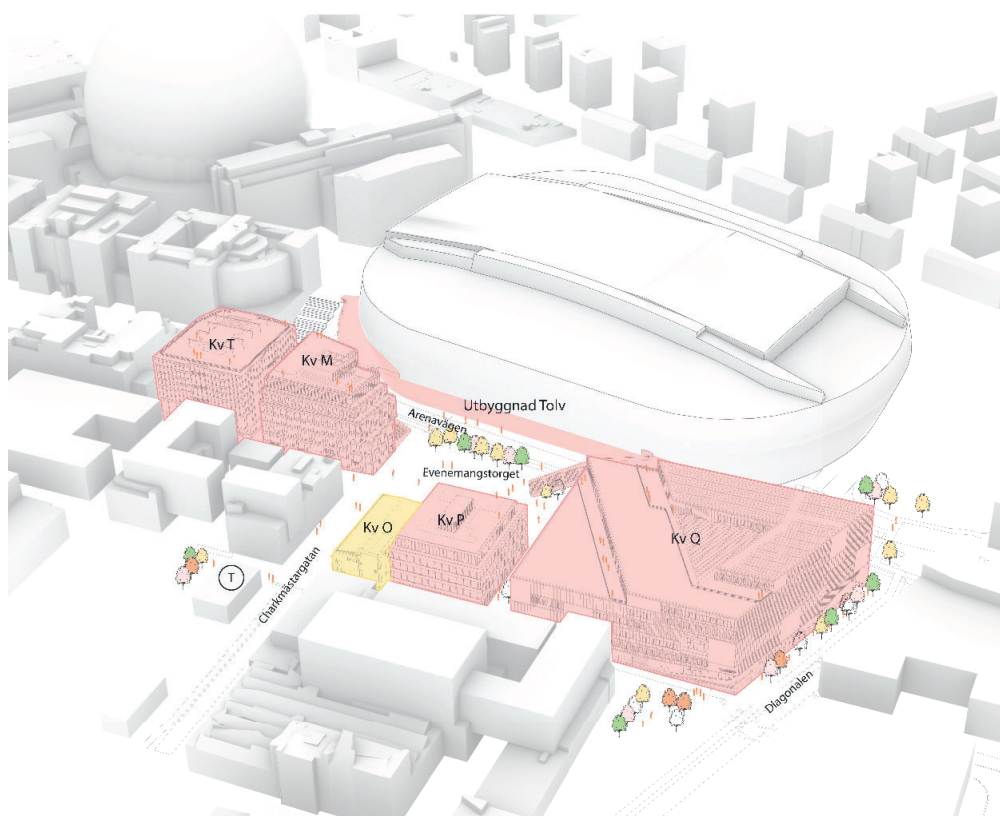 Kv T
Kv M
Utbyggnad Tolv
Arenavägen
Evenemangstorget
Kv O
Kv P
Kv Q
T
Charkmästargatan
Diagonalen